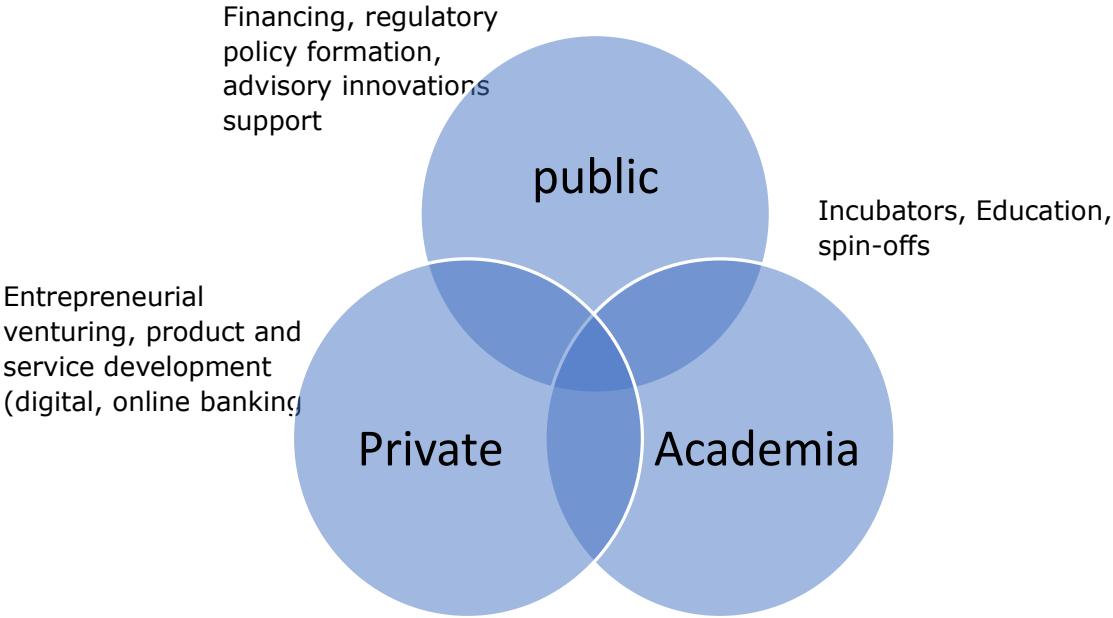 Financing, regulatory
policy formation,
advisory innovations
support
public
Incubators, Education,
spin-offs
Entrepreneurial
venturing, product and
service development
(digital, online banking
Private
Academia